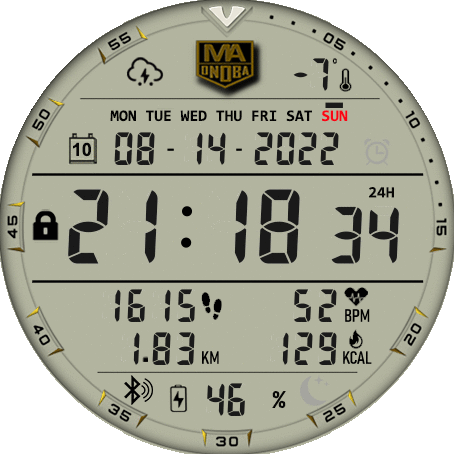 55
05
MA
ONOBA
-7°
50
MON TUE WED THU FRI SAT SUN
10
10
08 - 14 - 2022
24H
45
21:18 34
15
1615
52 BPM
40
1.83 KM
129 KCAL
20
46 %
35
25
30